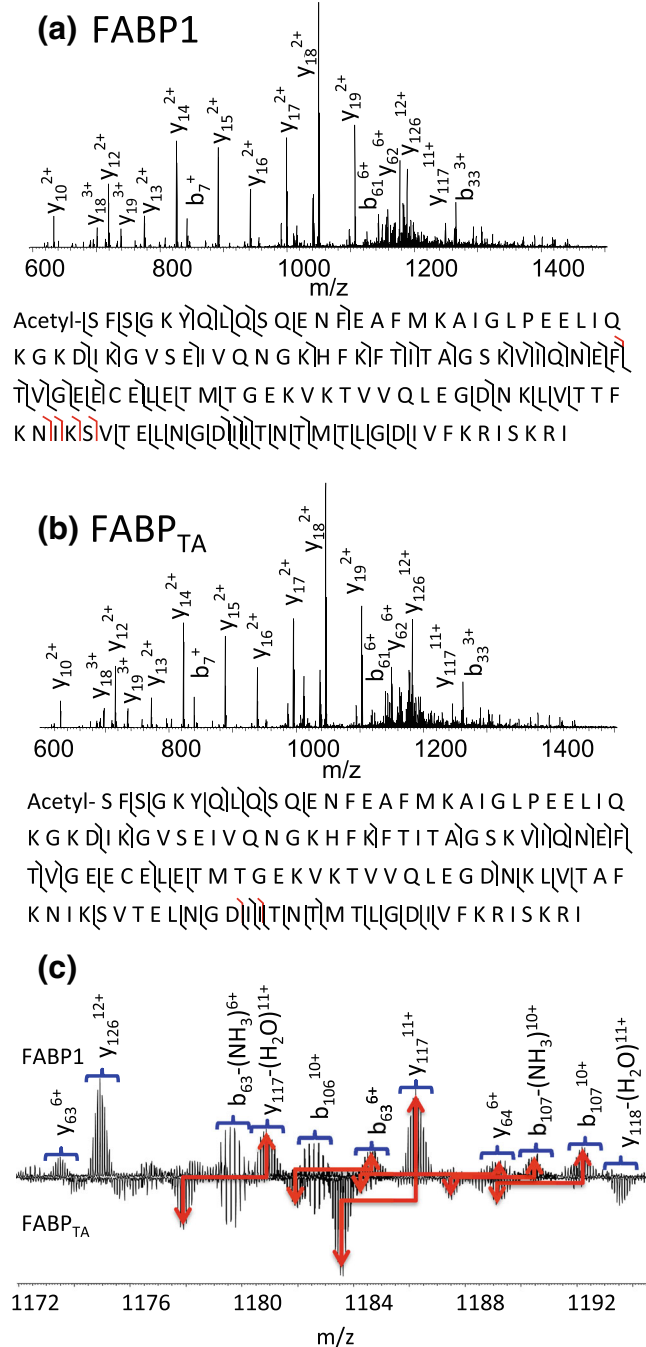 (a) FABP1
y10 2+
y18 3+
y12 2+
y19 3+
y13 2+
y14 2+
b7 +
y15 2+
y16 2+
y17 2+
y18 2+
y19 2+
b61 6+
y62 6+
y126 12+
y117 11+
b33 3+
600 800 1000 1200 1400
m/z
Acetyl-S F S G K Y Q L Q S Q E N F E A F M K A I G L P E E L I Q
K G K D I K G V S E I V Q N G K H F K F T I T A G S K V I Q N E F
T V G E E C E L E T M T G E K V K T V V Q L E G D N K L V T T F
K N I K S V T E L N G D I I T N T M T L G D I V F K R I S K R I
(b) FABPTA
y10 2+
y18 3+
y12 2+
y19 3+
y13 2+
y14 2+
b7 +
y15 2+
y16 2+
y17 2+
y18 2+
y19 2+
b61 6+
y62 6+
y126 12+
y117 11+
b33 3+
600 800 1000 1200 1400
m/z
Acetyl- S F S G K Y Q L Q S Q E N F E A F M K A I G L P E E L I Q
K G K D I K G V S E I V Q N G K H F K F T I T A G S K V I Q N E F
T V G E E C E L E T M T G E K V K T V V Q L E G D N K L V T A F
K N I K S V T E L N G D I I T N T M T L G D I V F K R I S K R I
(c)
FABP1
y63 6+
y126 12+
b63-(NH3) 6+
y117-(H2O) 11+
b106 10+
b63 6+
y117 11+
y64 6+
b107-(NH3) 10+
b107 10+
y118-(H2O) 11+
FABPTA
1172 1176 1180 1184 1188 1192
m/z